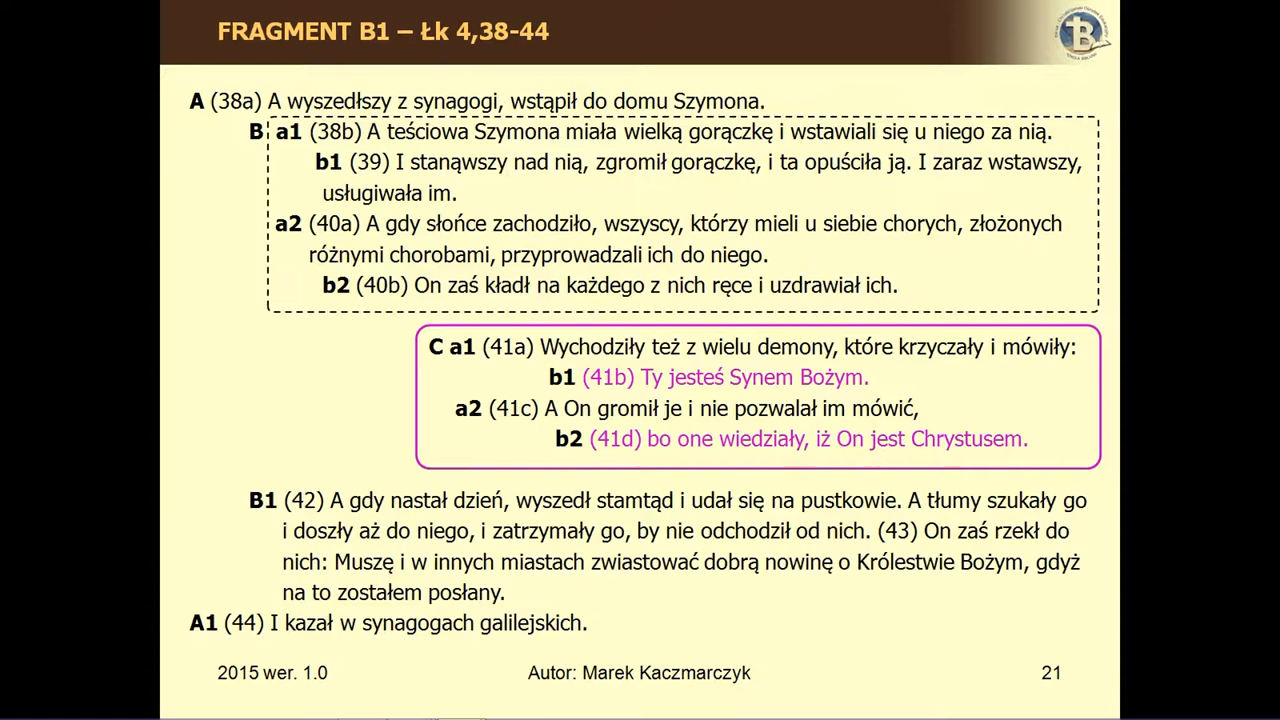 FRAGMENT B1 – Łk 4,38-44
A (38a) A wyszedłszy z synagogi, wstąpił do domu Szymona.
B a1 (38b) A teściowa Szymona miała wielką gorączkę i wstawiali się u niego za nią.
b1 (39) I stanąwszy nad nią, zgromił gorączkę, i ta opuściła ją. I zaraz wstawszy,
usługiwała im.
a2 (40a) A gdy słońce zachodziło, wszyscy, którzy mieli u siebie chorych, złożonych
różnymi chorobami, przyprowadzali ich do niego.
b2 (40b) On zaś kładł na każdego z nich ręce i uzdrawiał ich.
C a1 (41a) Wychodziły też z wielu demony, które krzyczały i mówiły:
b1 (41b) Ty jesteś Synem Bożym.
a2 (41c) A On gromił je i nie pozwalał im mówić,
b2 (41d) bo one wiedziały, iż On jest Chrystusem.
B1 (42) A gdy nastał dzień, wyszedł stamtąd i udał się na pustkowie. A tłumy szukały go
i doszły aż do niego, i zatrzymały go, by nie odchodził od nich. (43) On zaś rzekł do
nich: Muszę i w innych miastach zwiastować dobrą nowinę o Królestwie Bożym, gdyż
na to zostałem posłany.
A1 (44) I kazał w synagogach galilejskich.
2015 wer. 1.0 Autor: Marek Kaczmarczyk 21